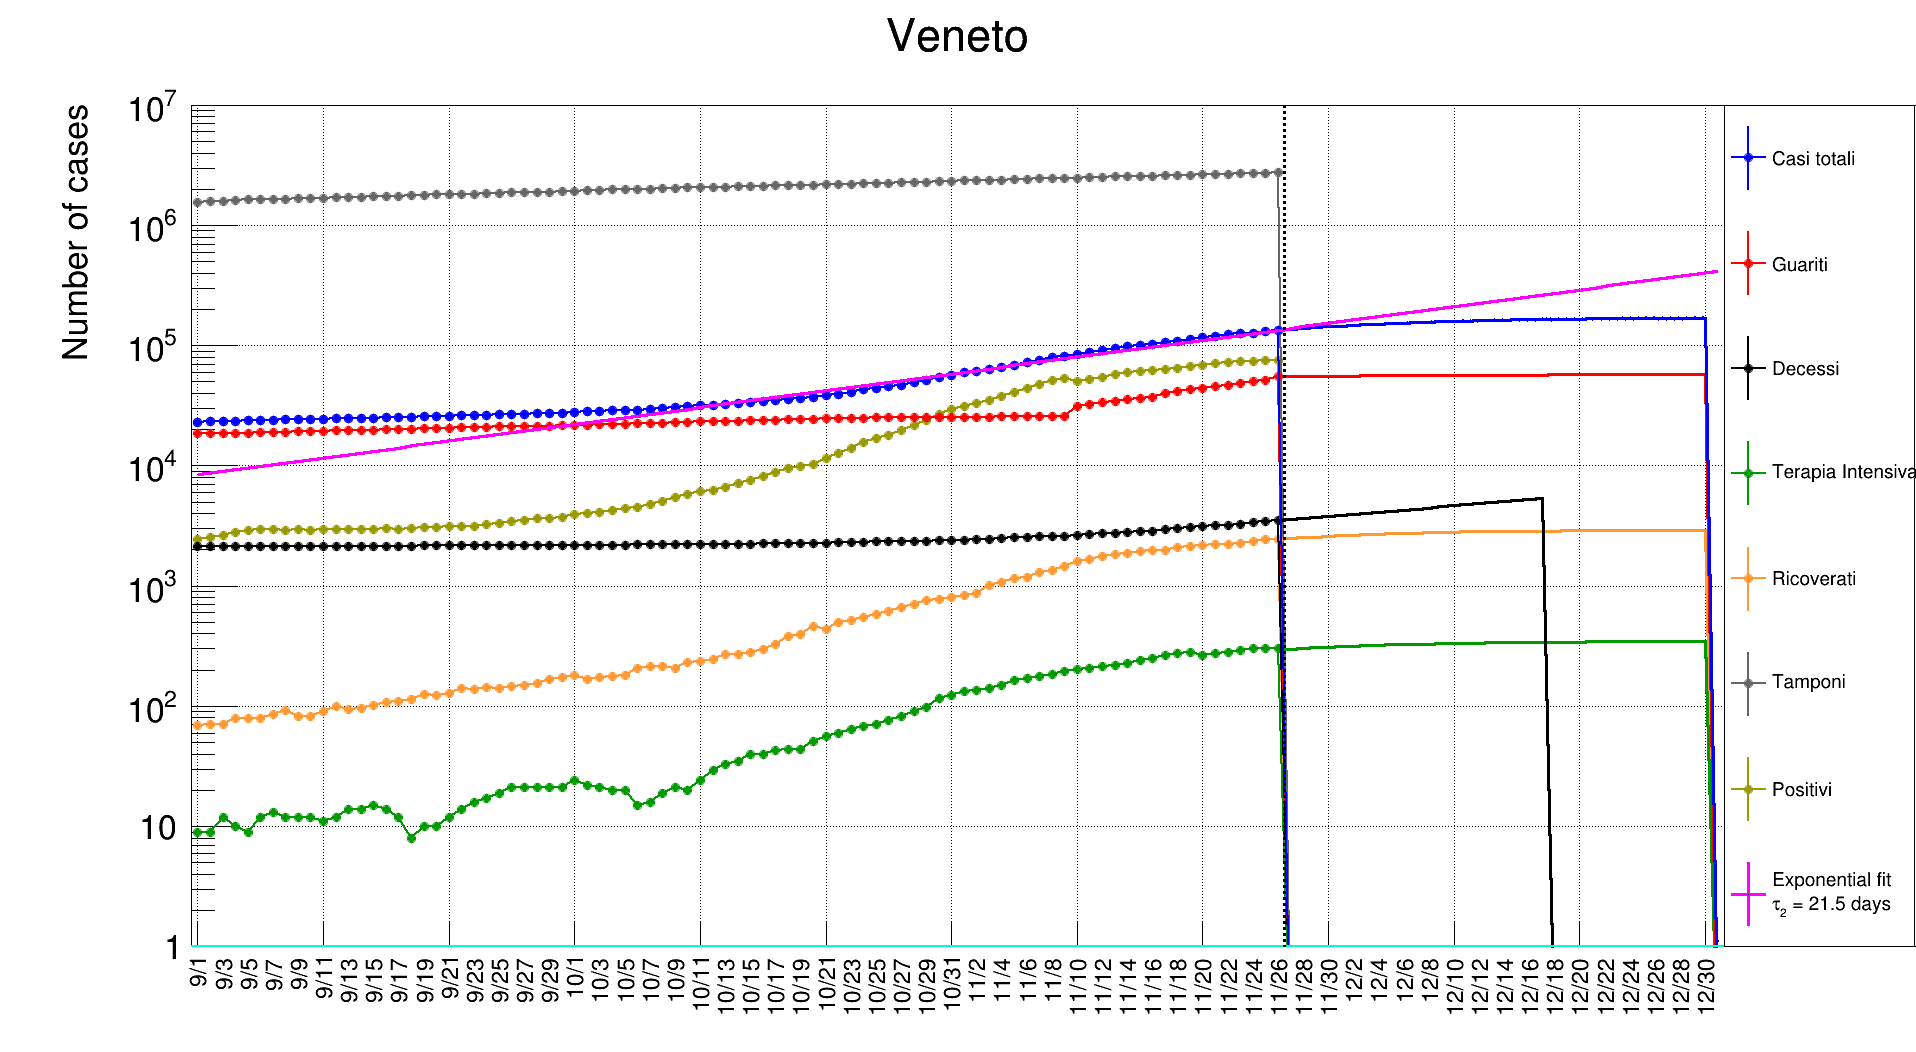 Veneto
Number of cases
10^7
10^6
10^5
10^4
10^3
10^2
10
1
9/1 9/3 9/5 9/7 9/9 9/11 9/13 9/15 9/17 9/19 9/21 9/23 9/25 9/27 9/29 10/1 10/3 10/5 10/7 10/9 10/11 10/13 10/15 10/17 10/19 10/21 10/23 10/25 10/27 10/29 10/31 11/2 11/4 11/6 11/8 11/10 11/12 11/14 11/16 11/18 11/20 11/22 11/24 11/26 11/28 11/30 12/2 12/4 12/6 12/8 12/10 12/12 12/14 12/16 12/18 12/20 12/22 12/24 12/26 12/28 12/30
Casi totali
Guariti
Decessi
Terapia Intensiva
Ricoverati
Tamponi
Positivi
Exponential fit
τ₂ = 21.5 days